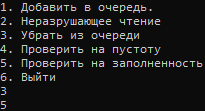 1. Добавить в очередь.
2. Неразрушающее чтение
3. Убрать из очереди
4. Проверить на пустоту
5. Проверить на заполненность
6. Выйти
3
5